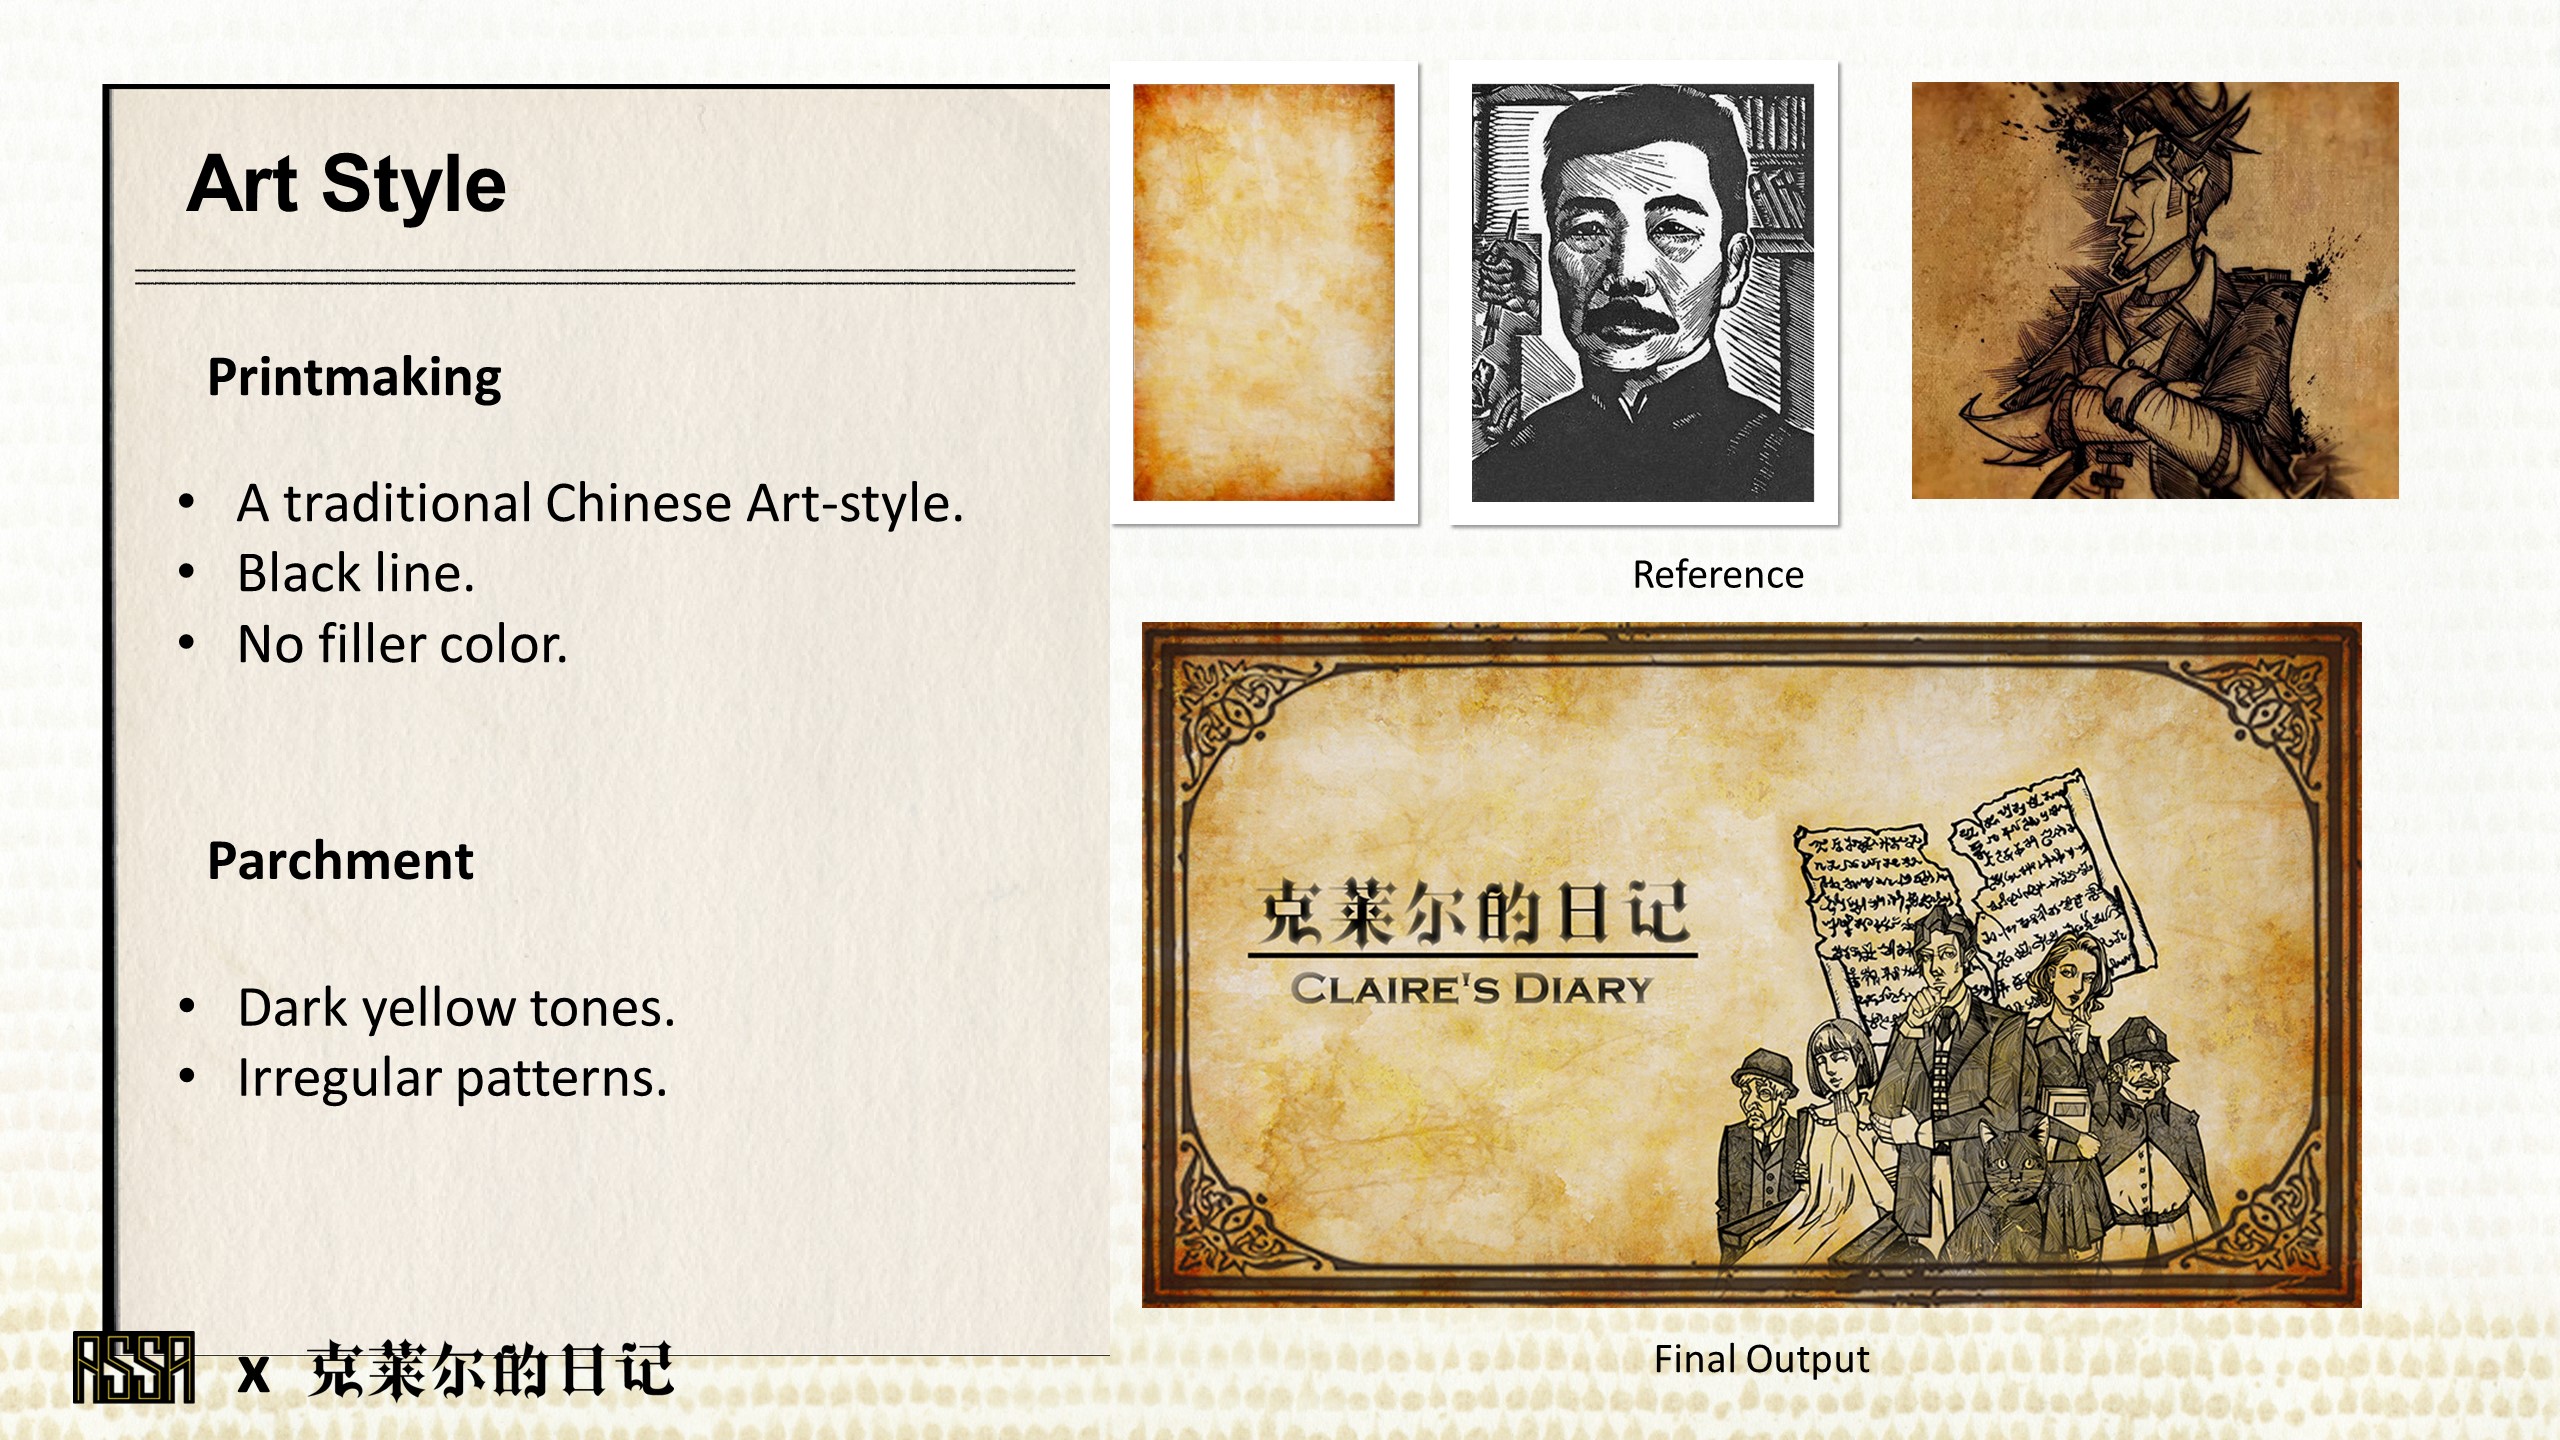 Art Style
Printmaking
• A traditional Chinese Art-style.
• Black line.
• No filler color.
Parchment
• Dark yellow tones.
• Irregular patterns.
Reference
克莱尔的日记
CLAIRE'S DIARY
Final Output
ASSA x 克莱尔的日记